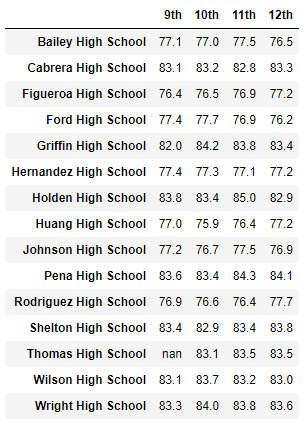 9th 10th 11th 12th
Bailey High School 77.1 77.0 77.5 76.5
Cabrera High School 83.1 83.2 82.8 83.3
Figueroa High School 76.4 76.5 76.9 77.2
Ford High School 77.4 77.7 76.9 76.2
Griffin High School 82.0 84.2 83.8 83.4
Hernandez High School 77.4 77.3 77.1 77.2
Holden High School 83.8 83.4 85.0 82.9
Huang High School 77.0 75.9 76.4 77.2
Johnson High School 77.2 76.7 77.5 76.9
Pena High School 83.6 83.4 84.3 84.1
Rodriguez High School 76.9 76.6 76.4 77.7
Shelton High School 83.4 82.9 83.4 83.8
Thomas High School nan 83.1 83.5 83.5
Wilson High School 83.1 83.7 83.2 83.0
Wright High School 83.3 84.0 83.8 83.6